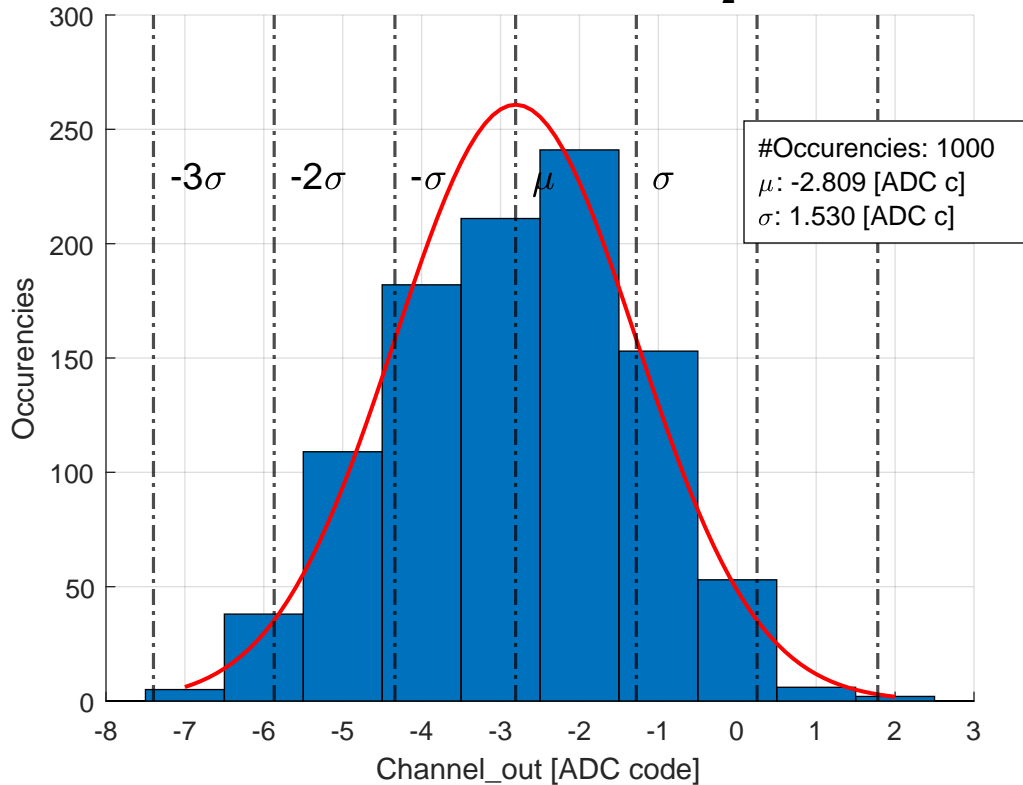 300
250
200
150
100
50
0
Occurencies
-3σ
-2σ
-σ
μ
σ
#Occurencies: 1000
μ: -2.809 [ADC c]
σ: 1.530 [ADC c]
-8 -7 -6 -5 -4 -3 -2 -1 0 1 2 3
Channel_out [ADC code]